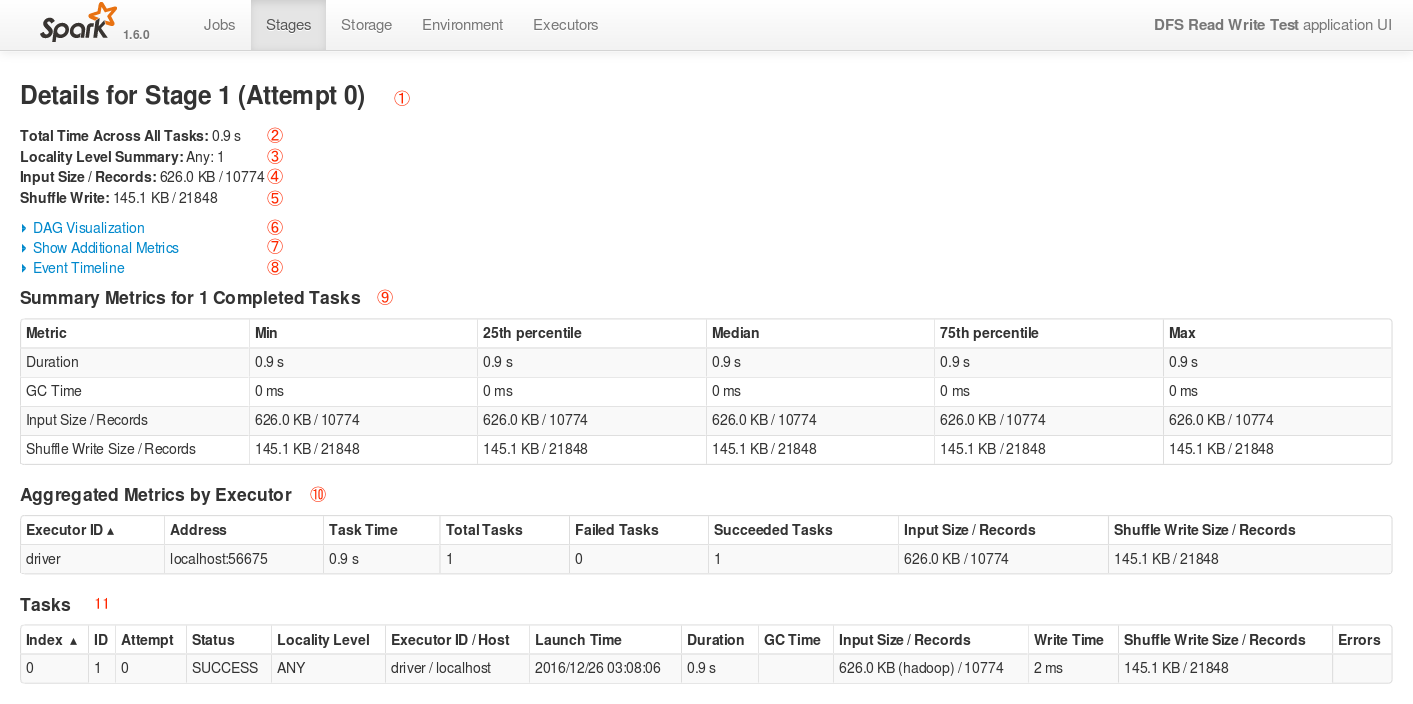 Spark 1.6.0 Jobs Stages Storage Environment Executors DFS Read Write Test application UI
Details for Stage 1 (Attempt 0) ①
Total Time Across All Tasks: 0.9 s ②
Locality Level Summary: Any: 1 ③
Input Size / Records: 626.0 KB / 10774 ④
Shuffle Write: 145.1 KB / 21848 ⑤
DAG Visualization ⑥
Show Additional Metrics ⑦
Event Timeline ⑧
Summary Metrics for 1 Completed Tasks ⑨
Metric Min 25th percentile Median 75th percentile Max
Duration 0.9 s 0.9 s 0.9 s 0.9 s 0.9 s
GC Time 0 ms 0 ms 0 ms 0 ms 0 ms
Input Size / Records 626.0 KB / 10774 626.0 KB / 10774 626.0 KB / 10774 626.0 KB / 10774 626.0 KB / 10774
Shuffle Write Size / Records 145.1 KB / 21848 145.1 KB / 21848 145.1 KB / 21848 145.1 KB / 21848 145.1 KB / 21848
Aggregated Metrics by Executor ⑩
Executor ID ▴ Address Task Time Total Tasks Failed Tasks Succeeded Tasks Input Size / Records Shuffle Write Size / Records
driver localhost:56675 0.9 s 1 0 1 626.0 KB / 10774 145.1 KB / 21848
Tasks 11
Index ▴ ID Attempt Status Locality Level Executor ID / Host Launch Time Duration GC Time Input Size / Records Write Time Shuffle Write Size / Records Errors
0 1 0 SUCCESS ANY driver / localhost 2016/12/26 03:08:06 0.9 s 626.0 KB (hadoop) / 10774 2 ms 145.1 KB / 21848